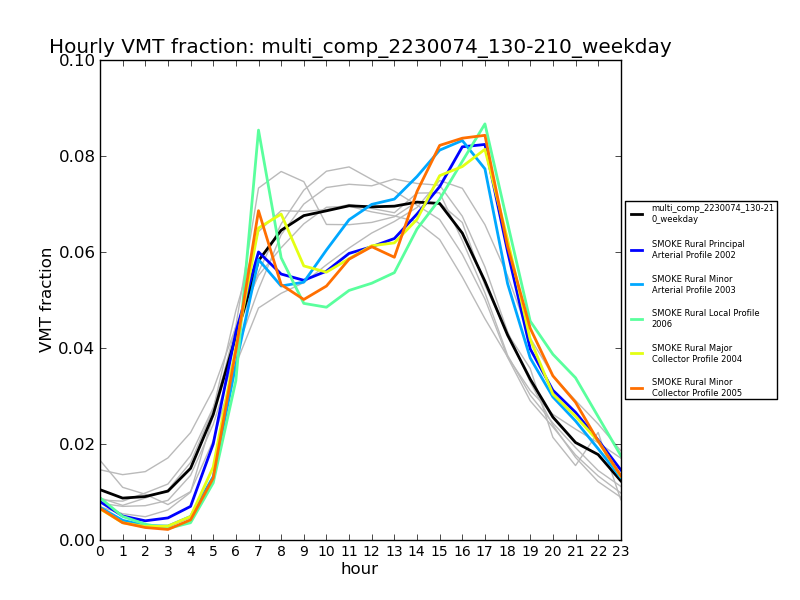 Hourly VMT fraction: multi_comp_2230074_130-210_weekday
0.10
0.08
0.06
0.04
0.02
0.00
VMT fraction
0 1 2 3 4 5 6 7 8 9 10 11 12 13 14 15 16 17 18 19 20 21 22 23
hour
multi_comp_2230074_130-21
0_weekday
SMOKE Rural Principal
Arterial Profile 2002
SMOKE Rural Minor
Arterial Profile 2003
SMOKE Rural Local Profile
2006
SMOKE Rural Major
Collector Profile 2004
SMOKE Rural Minor
Collector Profile 2005